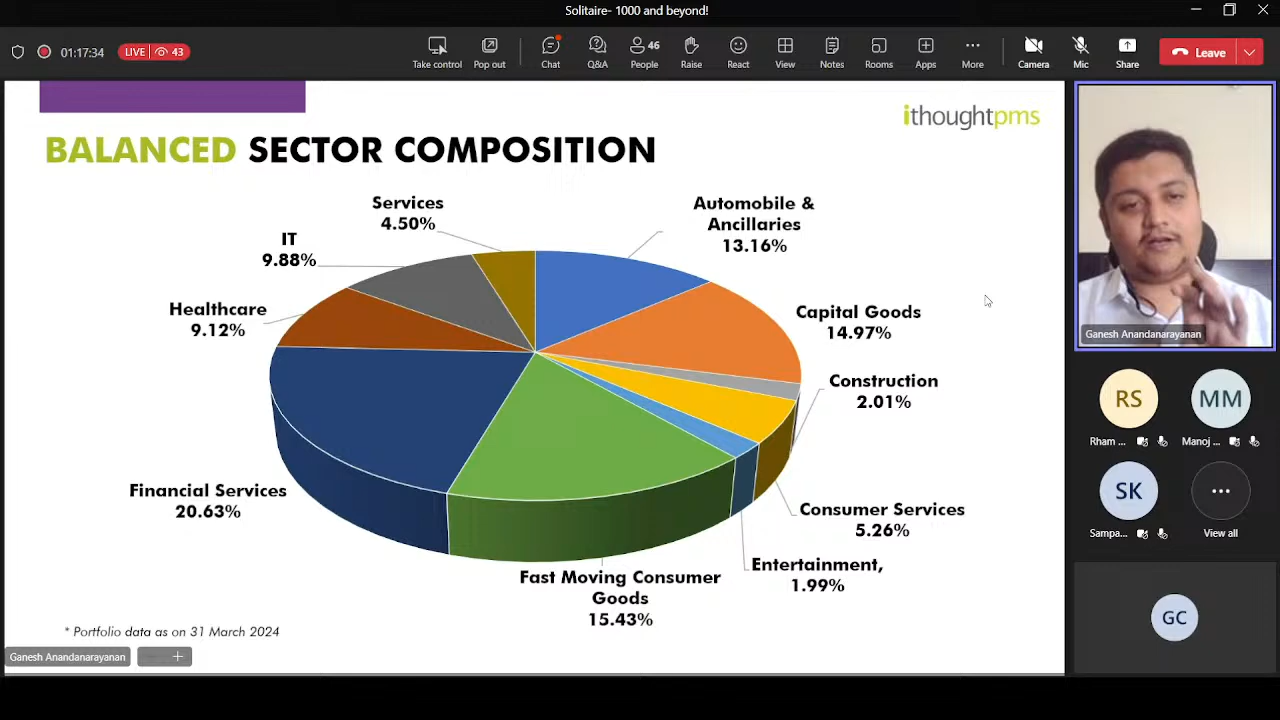 Solitaire- 1000 and beyond!
01:17:34
LIVE 43
Take control
Pop out
Chat
Q&A
46
People
Raise
React
View
Notes
Rooms
Apps
More
Camera
Mic
Share
Leave
ithoughtpms
BALANCED SECTOR COMPOSITION
Services
4.50%
Automobile &
Ancillaries
13.16%
IT
9.88%
Healthcare
9.12%
Capital Goods
14.97%
Construction
2.01%
Financial Services
20.63%
Consumer Services
5.26%
Entertainment,
1.99%
Fast Moving Consumer
Goods
15.43%
* Portfolio data as on 31 March 2024
Ganesh Anandanarayanan
Ganesh Anandanarayanan
RS
MM
Rham ...
Manoj ...
SK
Sampa...
View all
GC